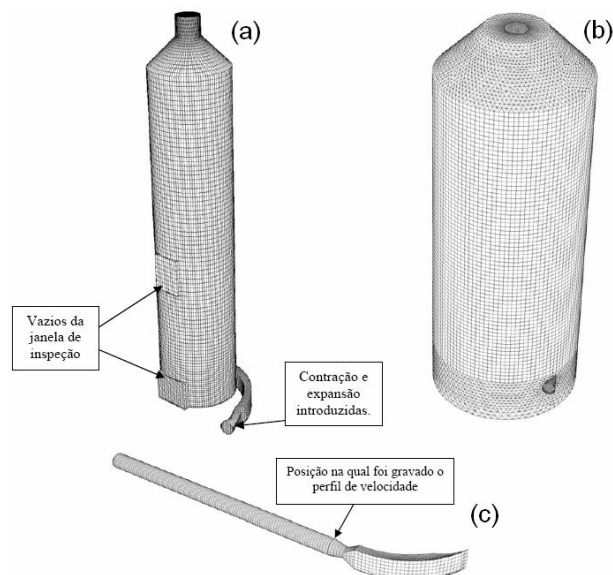 (a)
(b)
Vazios da
janela de
inspeção
Contração e
expansão
introduzidas.
Posição na qual foi gravado o
perfil de velocidade
(c)